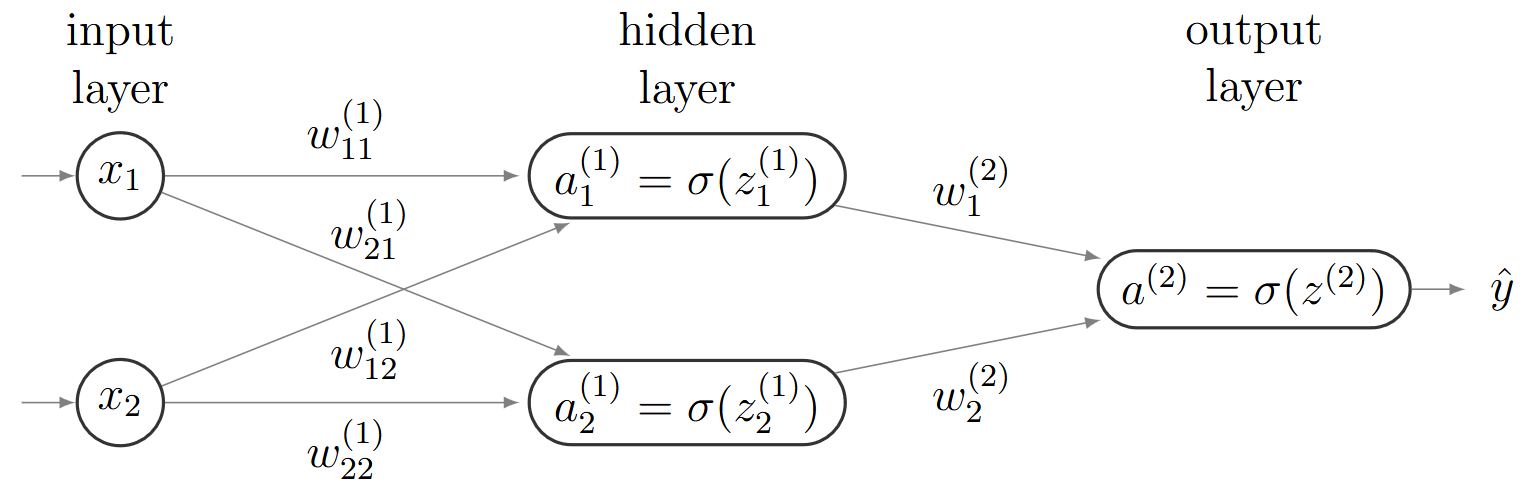 input
layer
hidden
layer
output
layer
w_{11}^{(1)}
x_1
a_1^{(1)} = σ(z_1^{(1)})
w_1^{(2)}
w_{21}^{(1)}
a^{(2)} = σ(z^{(2)})
ŷ
w_{12}^{(1)}
x_2
a_2^{(1)} = σ(z_2^{(1)})
w_2^{(2)}
w_{22}^{(1)}